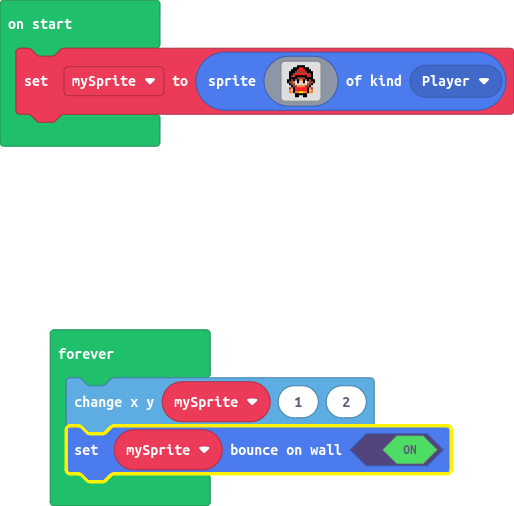 on start
set mySprite to sprite of kind Player
forever
change x y mySprite 1 2
set mySprite bounce on wall ON